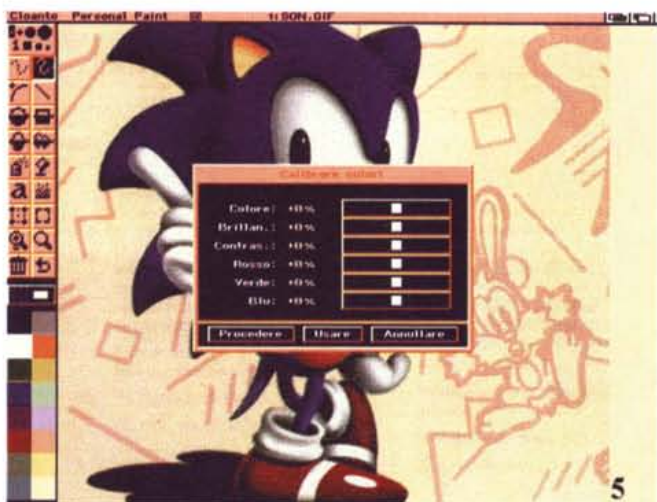 Cloanto Personal Paint 1:SON.GIF
Calibrare colori
Colore: +0%
Brillan.: +0%
Contras.: +0%
Rosso: +0%
Verde: +0%
Blu: +0%
Procedere Usare Annullare
5